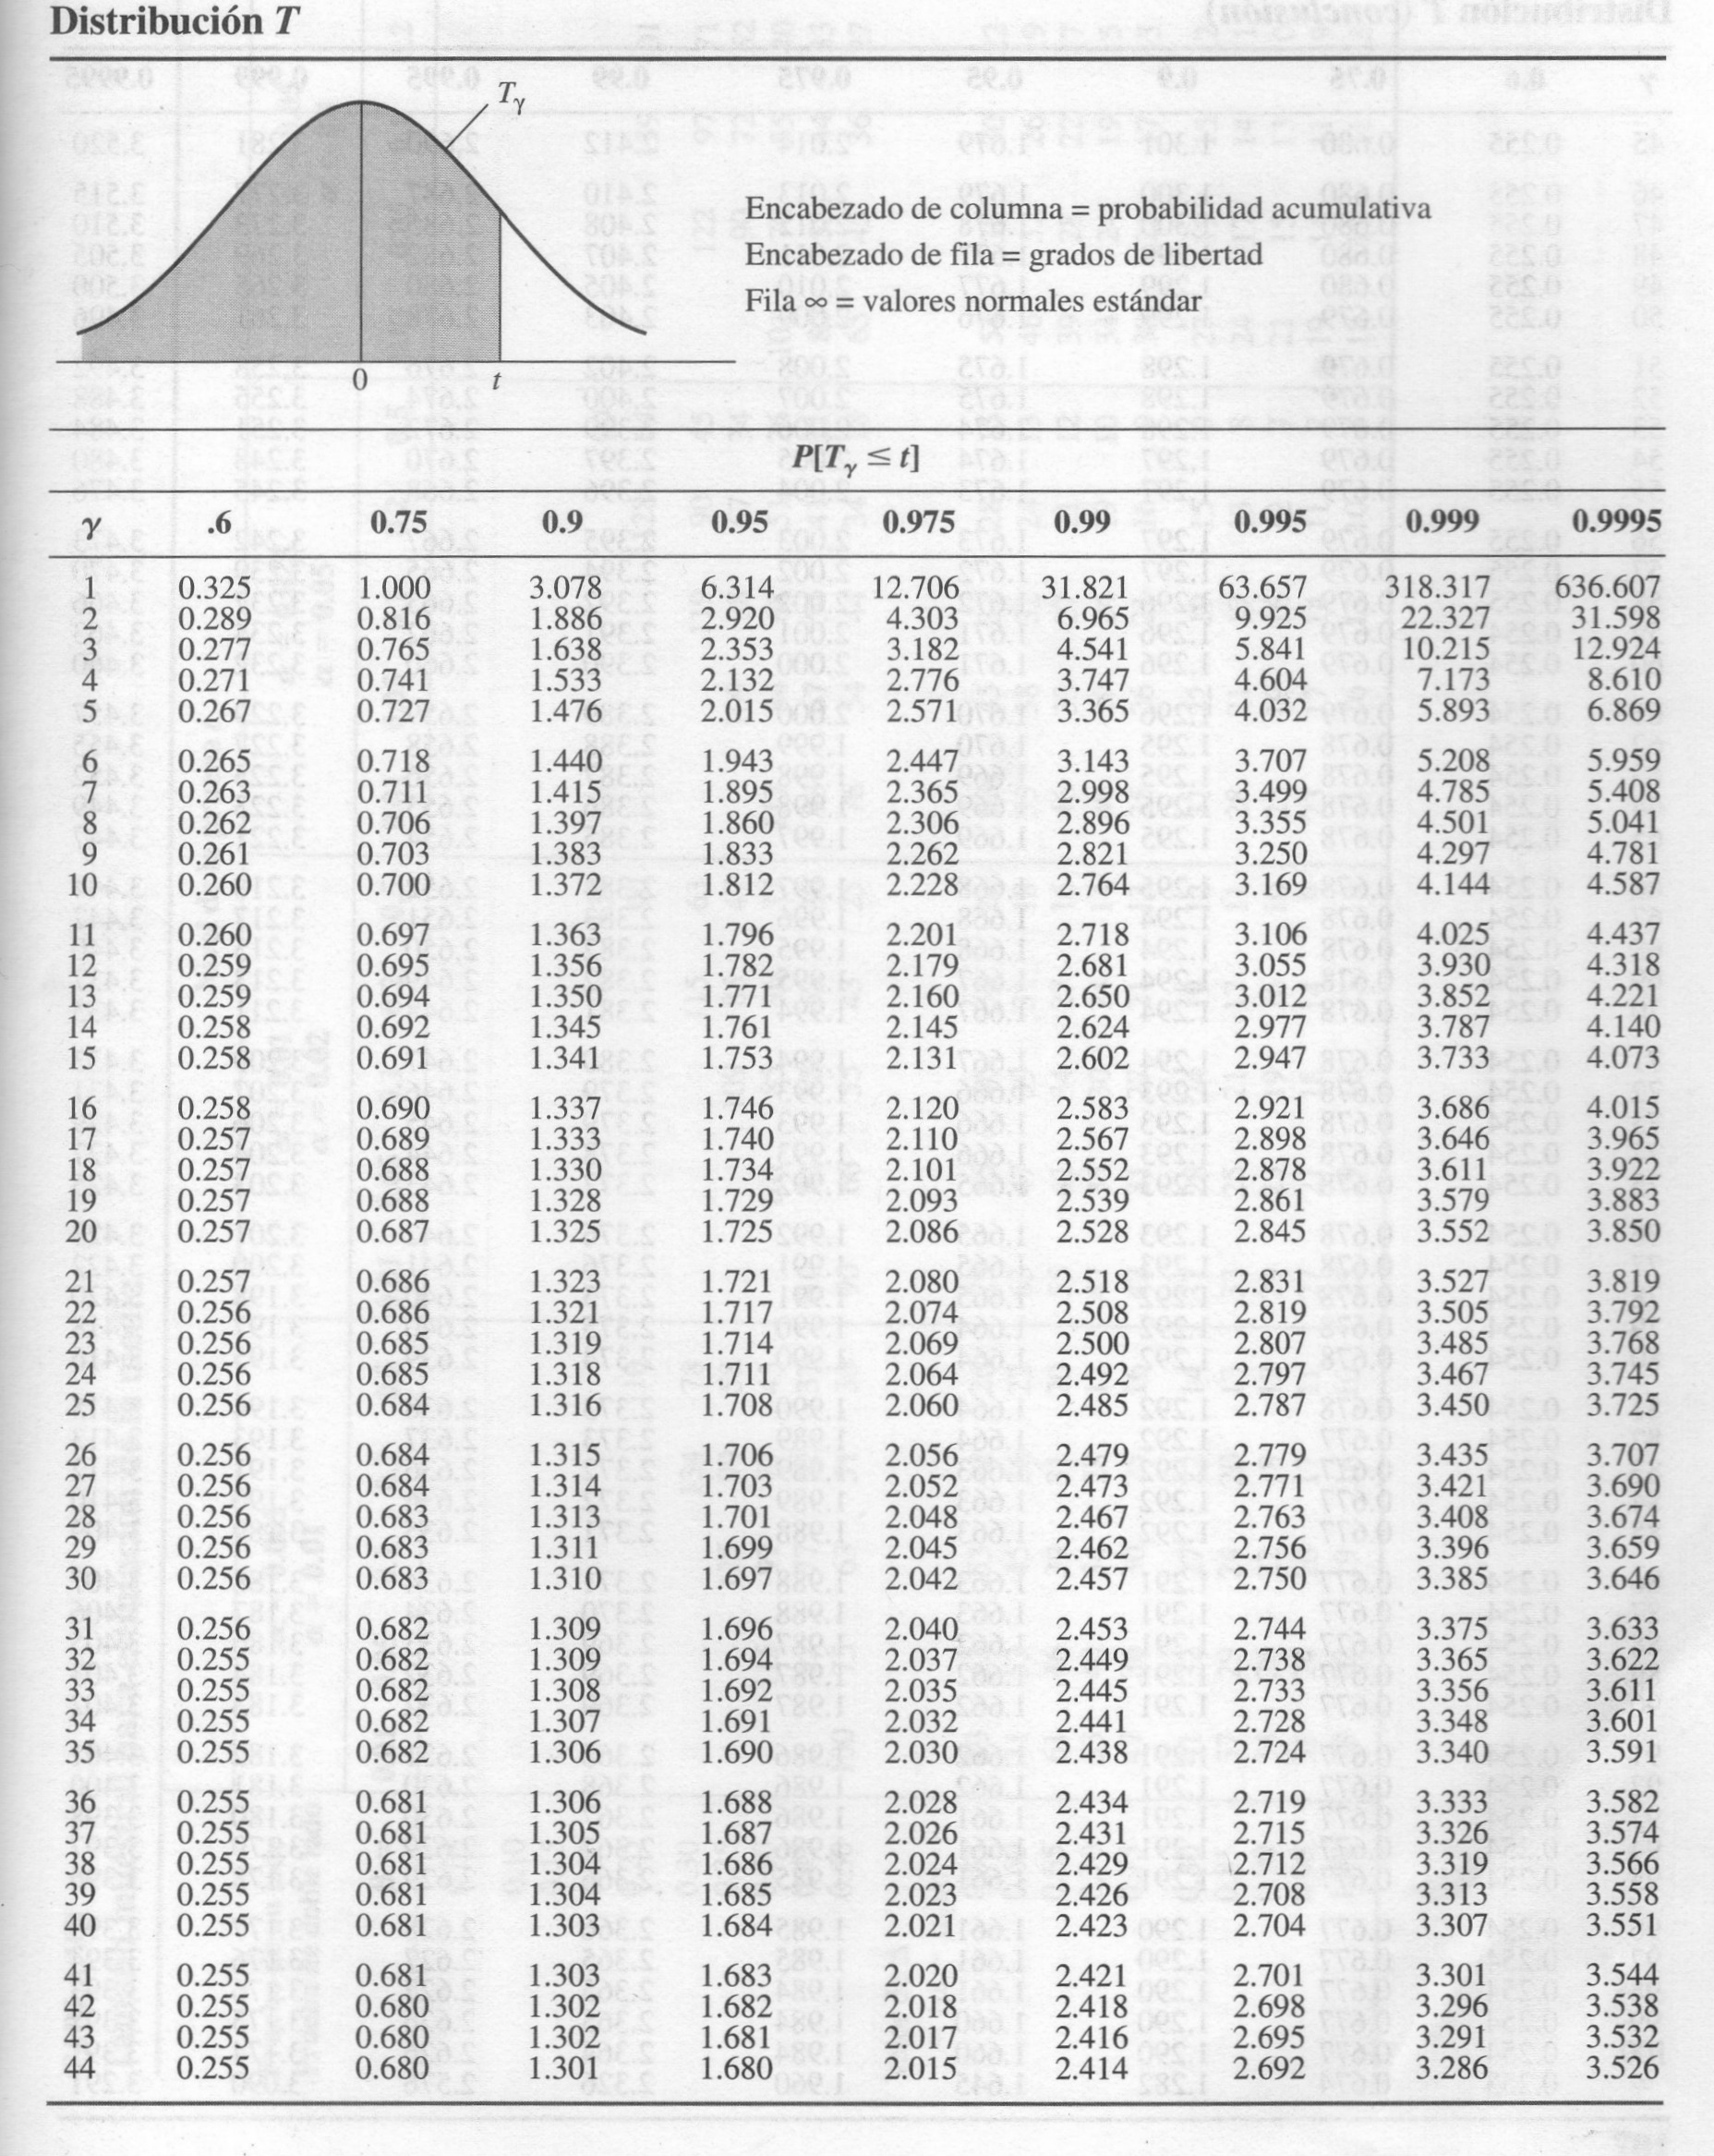 Distribución T
Tγ
Encabezado de columna = probabilidad acumulativa
Encabezado de fila = grados de libertad
Fila ∞ = valores normales estándar
0 t
P[Tγ ≤ t]
γ .6 0.75 0.9 0.95 0.975 0.99 0.995 0.999 0.9995
1 0.325 1.000 3.078 6.314 12.706 31.821 63.657 318.317 636.607
2 0.289 0.816 1.886 2.920 4.303 6.965 9.925 22.327 31.598
3 0.277 0.765 1.638 2.353 3.182 4.541 5.841 10.215 12.924
4 0.271 0.741 1.533 2.132 2.776 3.747 4.604 7.173 8.610
5 0.267 0.727 1.476 2.015 2.571 3.365 4.032 5.893 6.869
6 0.265 0.718 1.440 1.943 2.447 3.143 3.707 5.208 5.959
7 0.263 0.711 1.415 1.895 2.365 2.998 3.499 4.785 5.408
8 0.262 0.706 1.397 1.860 2.306 2.896 3.355 4.501 5.041
9 0.261 0.703 1.383 1.833 2.262 2.821 3.250 4.297 4.781
10 0.260 0.700 1.372 1.812 2.228 2.764 3.169 4.144 4.587
11 0.260 0.697 1.363 1.796 2.201 2.718 3.106 4.025 4.437
12 0.259 0.695 1.356 1.782 2.179 2.681 3.055 3.930 4.318
13 0.259 0.694 1.350 1.771 2.160 2.650 3.012 3.852 4.221
14 0.258 0.692 1.345 1.761 2.145 2.624 2.977 3.787 4.140
15 0.258 0.691 1.341 1.753 2.131 2.602 2.947 3.733 4.073
16 0.258 0.690 1.337 1.746 2.120 2.583 2.921 3.686 4.015
17 0.257 0.689 1.333 1.740 2.110 2.567 2.898 3.646 3.965
18 0.257 0.688 1.330 1.734 2.101 2.552 2.878 3.611 3.922
19 0.257 0.688 1.328 1.729 2.093 2.539 2.861 3.579 3.883
20 0.257 0.687 1.325 1.725 2.086 2.528 2.845 3.552 3.850
21 0.257 0.686 1.323 1.721 2.080 2.518 2.831 3.527 3.819
22 0.256 0.686 1.321 1.717 2.074 2.508 2.819 3.505 3.792
23 0.256 0.685 1.319 1.714 2.069 2.500 2.807 3.485 3.768
24 0.256 0.685 1.318 1.711 2.064 2.492 2.797 3.467 3.745
25 0.256 0.684 1.316 1.708 2.060 2.485 2.787 3.450 3.725
26 0.256 0.684 1.315 1.706 2.056 2.479 2.779 3.435 3.707
27 0.256 0.684 1.314 1.703 2.052 2.473 2.771 3.421 3.690
28 0.256 0.683 1.313 1.701 2.048 2.467 2.763 3.408 3.674
29 0.256 0.683 1.311 1.699 2.045 2.462 2.756 3.396 3.659
30 0.256 0.683 1.310 1.697 2.042 2.457 2.750 3.385 3.646
31 0.256 0.682 1.309 1.696 2.040 2.453 2.744 3.375 3.633
32 0.255 0.682 1.309 1.694 2.037 2.449 2.738 3.365 3.622
33 0.255 0.682 1.308 1.692 2.035 2.445 2.733 3.356 3.611
34 0.255 0.682 1.307 1.691 2.032 2.441 2.728 3.348 3.601
35 0.255 0.682 1.306 1.690 2.030 2.438 2.724 3.340 3.591
36 0.255 0.681 1.306 1.688 2.028 2.434 2.719 3.333 3.582
37 0.255 0.681 1.305 1.687 2.026 2.431 2.715 3.326 3.574
38 0.255 0.681 1.304 1.686 2.024 2.429 2.712 3.319 3.566
39 0.255 0.681 1.304 1.685 2.023 2.426 2.708 3.313 3.558
40 0.255 0.681 1.303 1.684 2.021 2.423 2.704 3.307 3.551
41 0.255 0.681 1.303 1.683 2.020 2.421 2.701 3.301 3.544
42 0.255 0.680 1.302 1.682 2.018 2.418 2.698 3.296 3.538
43 0.255 0.680 1.302 1.681 2.017 2.416 2.695 3.291 3.532
44 0.255 0.680 1.301 1.680 2.015 2.414 2.692 3.286 3.526